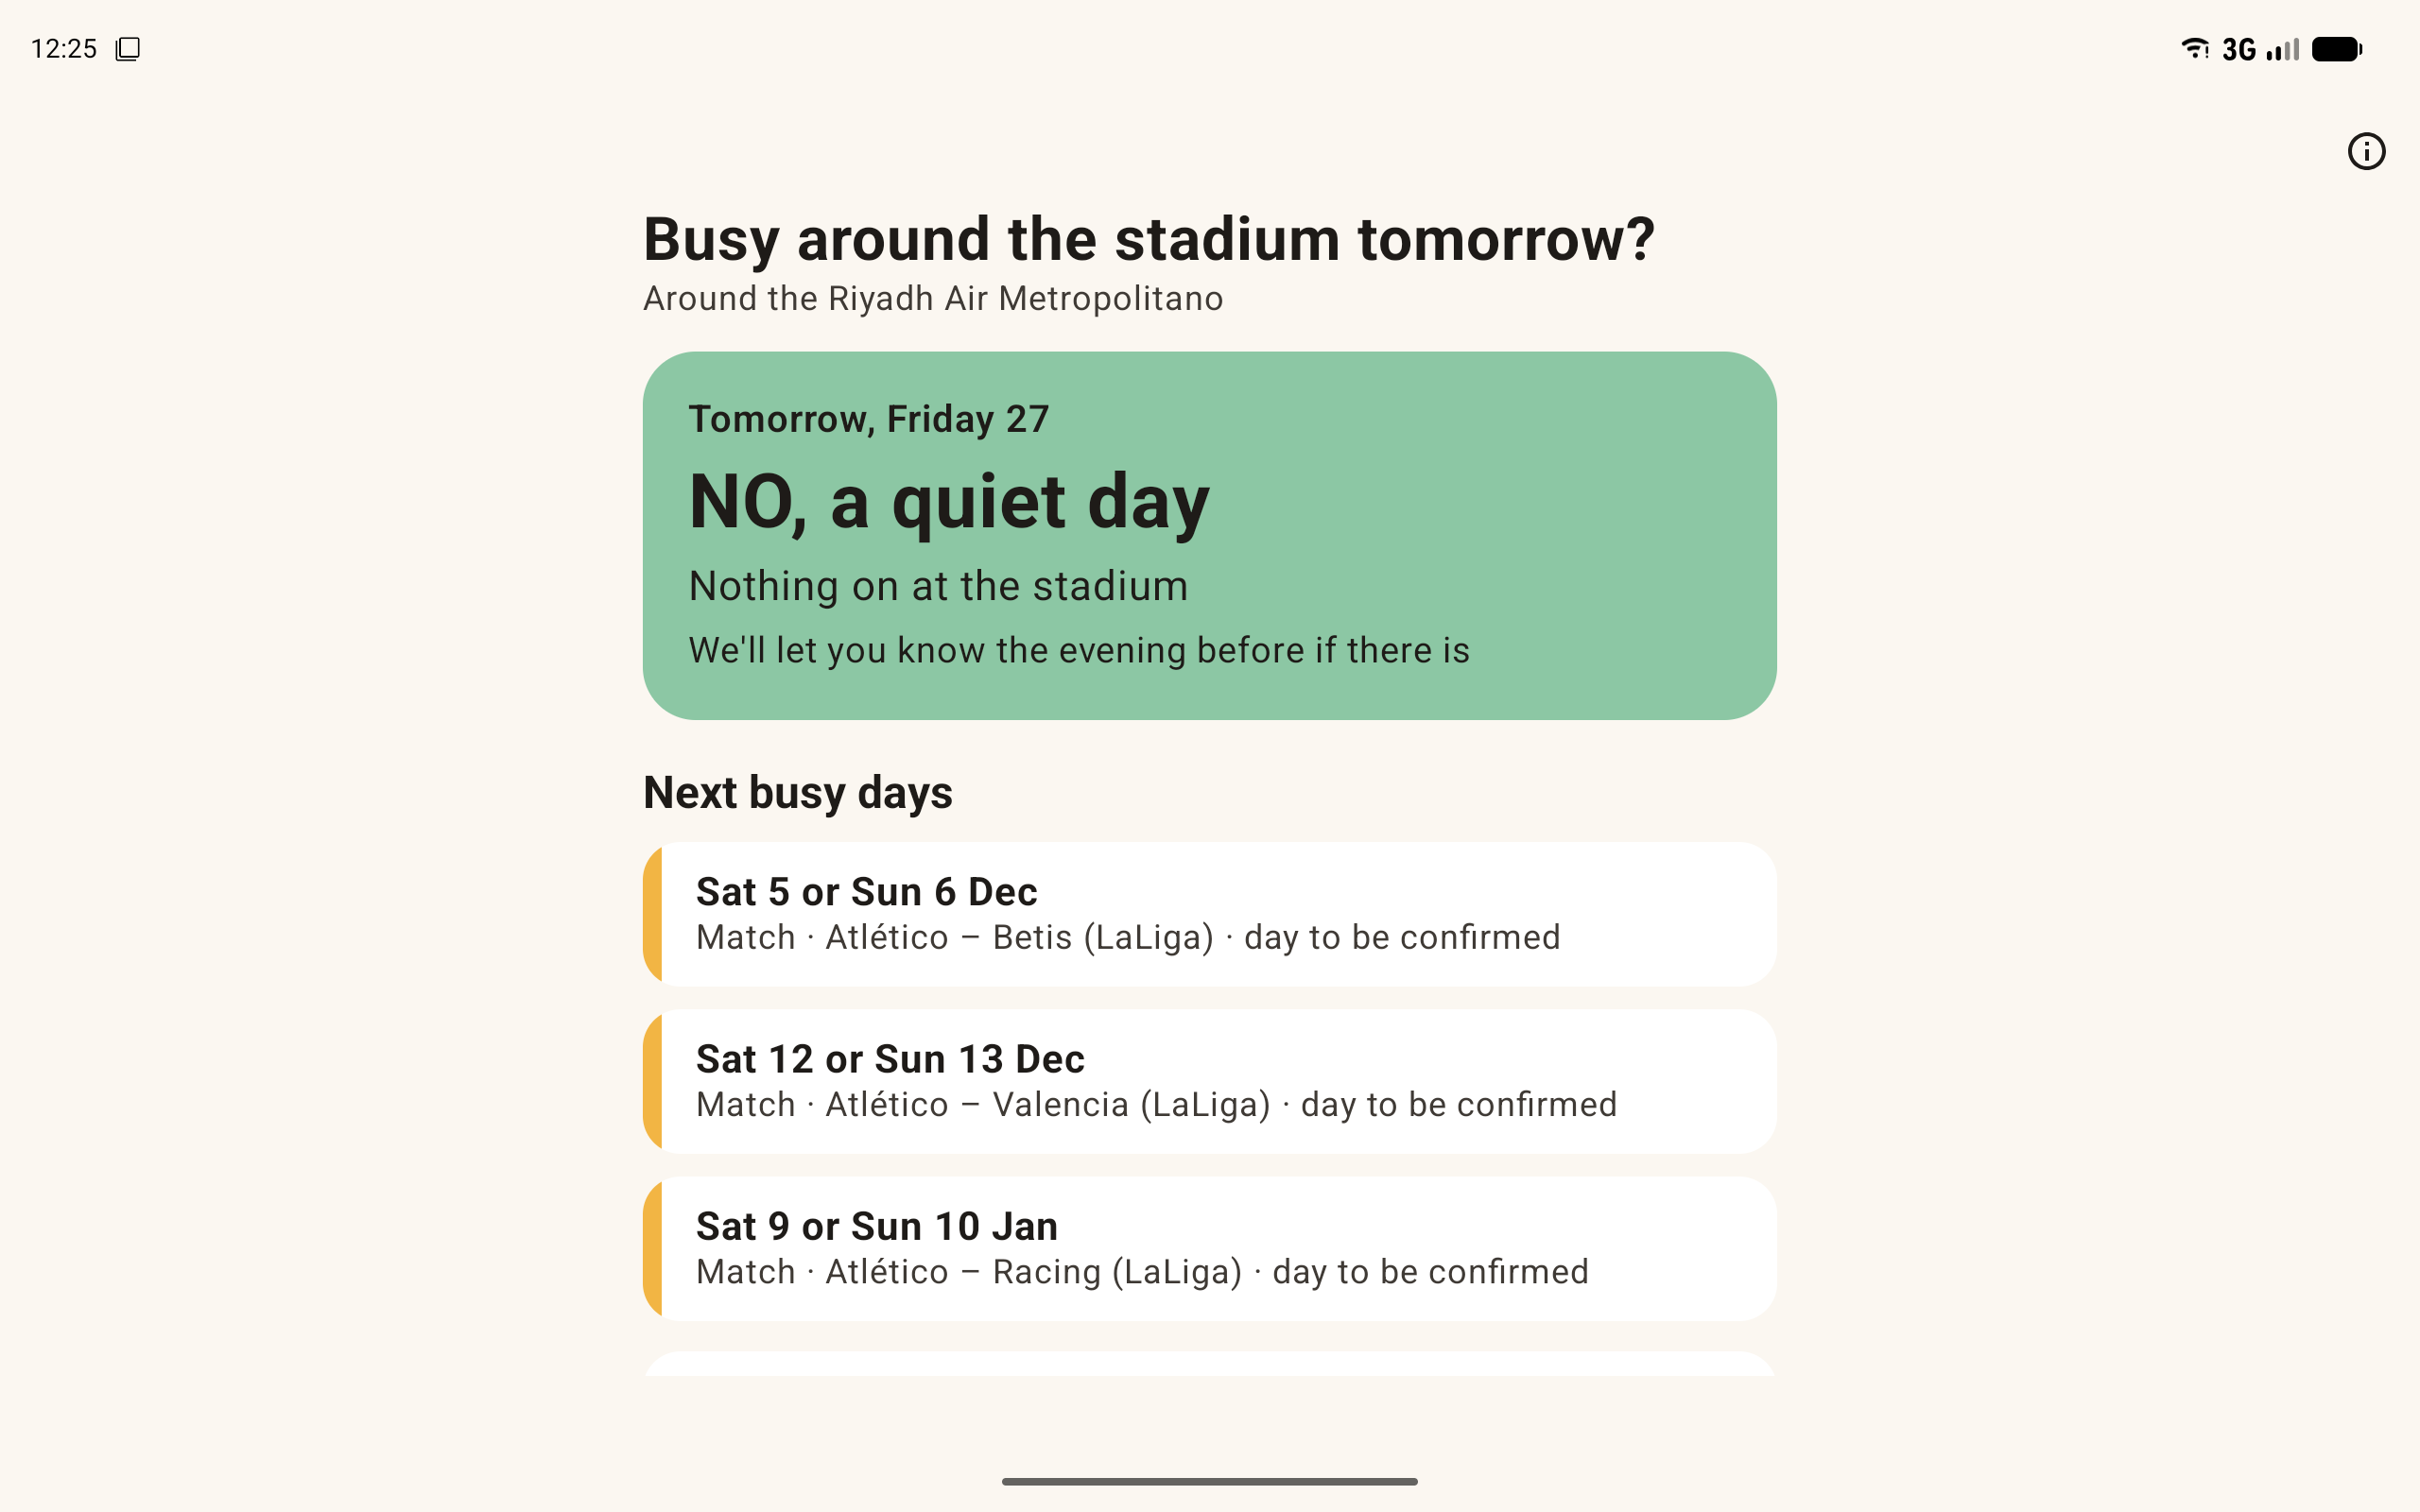 12:25
3G
Busy around the stadium tomorrow?
Around the Riyadh Air Metropolitano
Tomorrow, Friday 27
NO, a quiet day
Nothing on at the stadium
We'll let you know the evening before if there is
Next busy days
Sat 5 or Sun 6 Dec
Match · Atlético – Betis (LaLiga) · day to be confirmed
Sat 12 or Sun 13 Dec
Match · Atlético – Valencia (LaLiga) · day to be confirmed
Sat 9 or Sun 10 Jan
Match · Atlético – Racing (LaLiga) · day to be confirmed